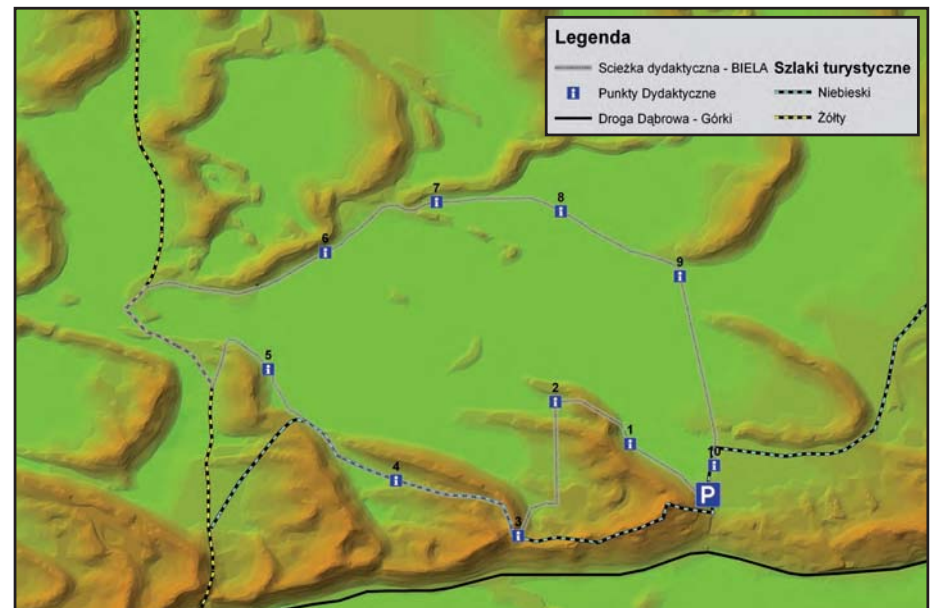 Legenda
Scieżka dydaktyczna - BIELA
Punkty Dydaktyczne
Droga Dąbrowa - Górki
Szlaki turystyczne
Niebieski
Żółty
7
8
6
9
5
2
1
10
4
P
3